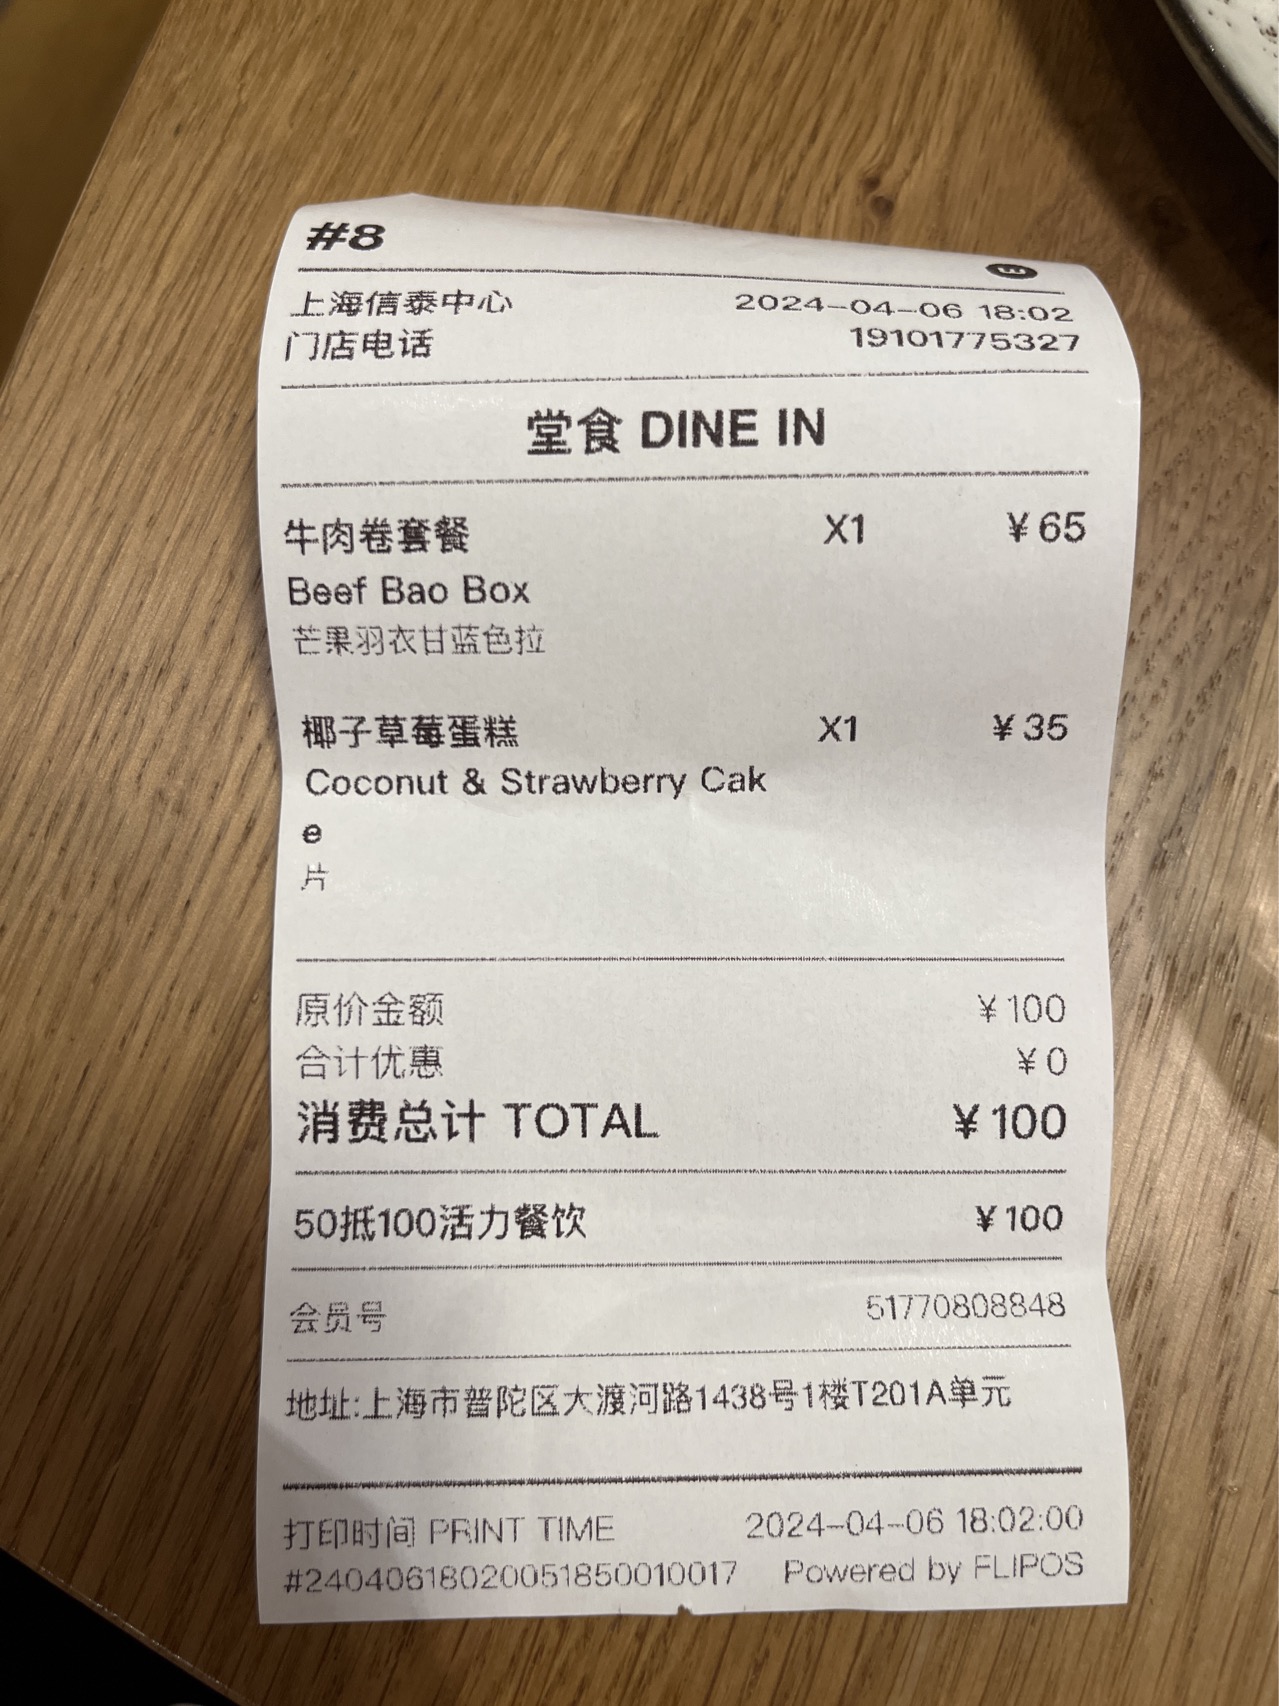 #8
上海信泰中心 2024-04-06 18:02
门店电话 19101775327
堂食 DINE IN
牛肉卷套餐 X1 ¥65
Beef Bao Box
芒果羽衣甘蓝色拉
椰子草莓蛋糕 X1 ¥35
Coconut & Strawberry Cak
e
片
原价金额 ¥100
合计优惠 ¥0
消费总计 TOTAL ¥100
50抵100活力餐饮 ¥100
会员号 51770808848
地址:上海市普陀区大渡河路1438号1楼T201A单元
打印时间 PRINT TIME 2024-04-06 18:02:00
#24040618020051850010017 Powered by FLIPOS